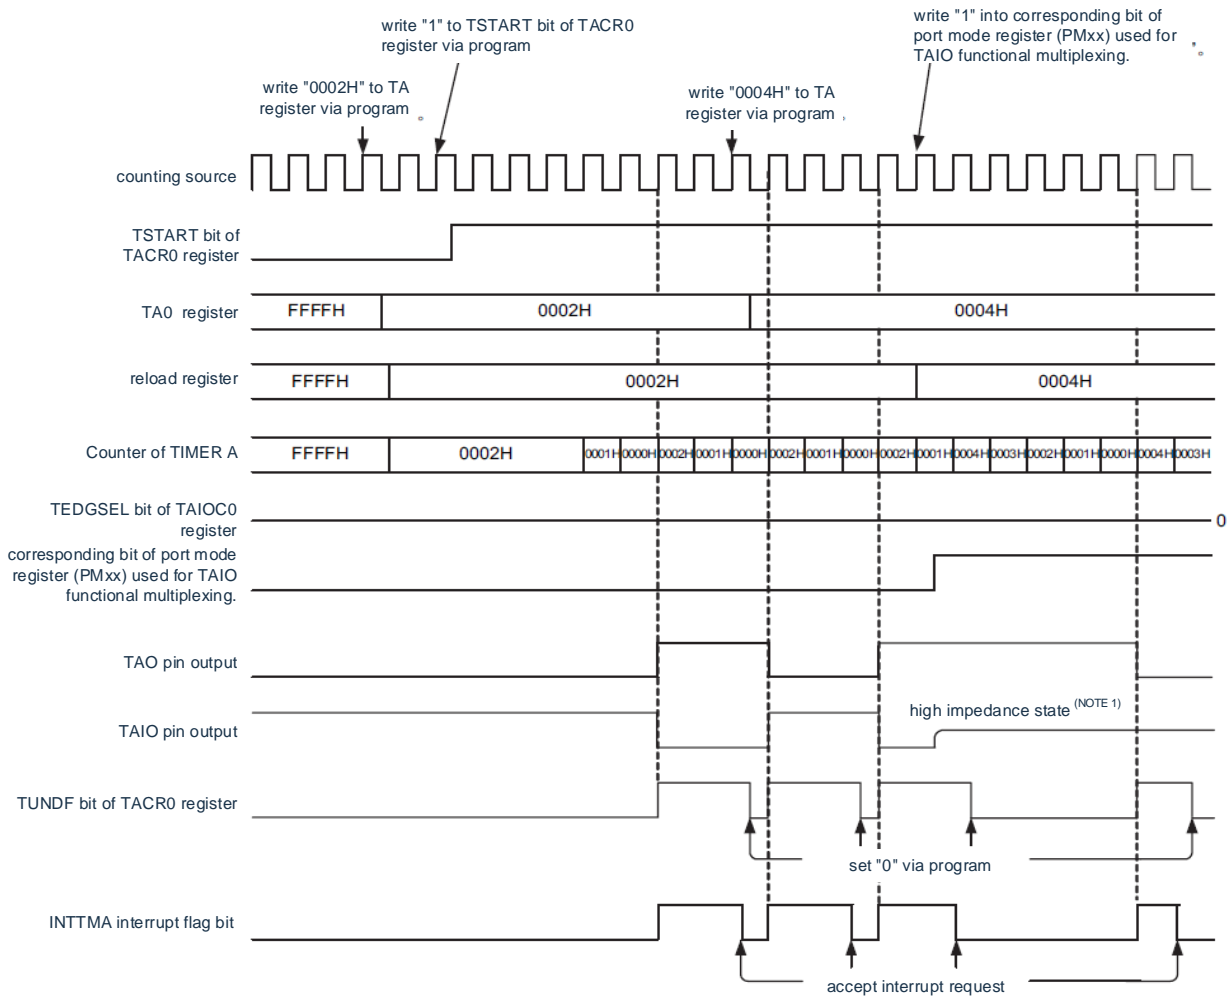 write "1" to TSTART bit of TACR0
register via program
write "1" into corresponding bit of
port mode register (PMxx) used for
TAIO functional multiplexing. 。
write "0002H" to TA
register via program 。
write "0004H" to TA
register via program ,
counting source
TSTART bit of
TACR0 register
TA0 register
FFFFH 0002H 0004H
reload register
FFFFH 0002H 0004H
Counter of TIMER A
FFFFH 0002H 0001H 0000H 0002H 0001H 0000H 0002H 0001H 0000H 0002H 0001H 0004H 0003H 0002H 0001H 0000H 0004H 0003H
TEDGSEL bit of TAIOC0
register
0
corresponding bit of port mode
register (PMxx) used for TAIO
functional multiplexing.
TAO pin output
TAIO pin output
high impedance state (NOTE 1)
TUNDF bit of TACR0 register
set "0" via program
INTTMA interrupt flag bit
accept interrupt request